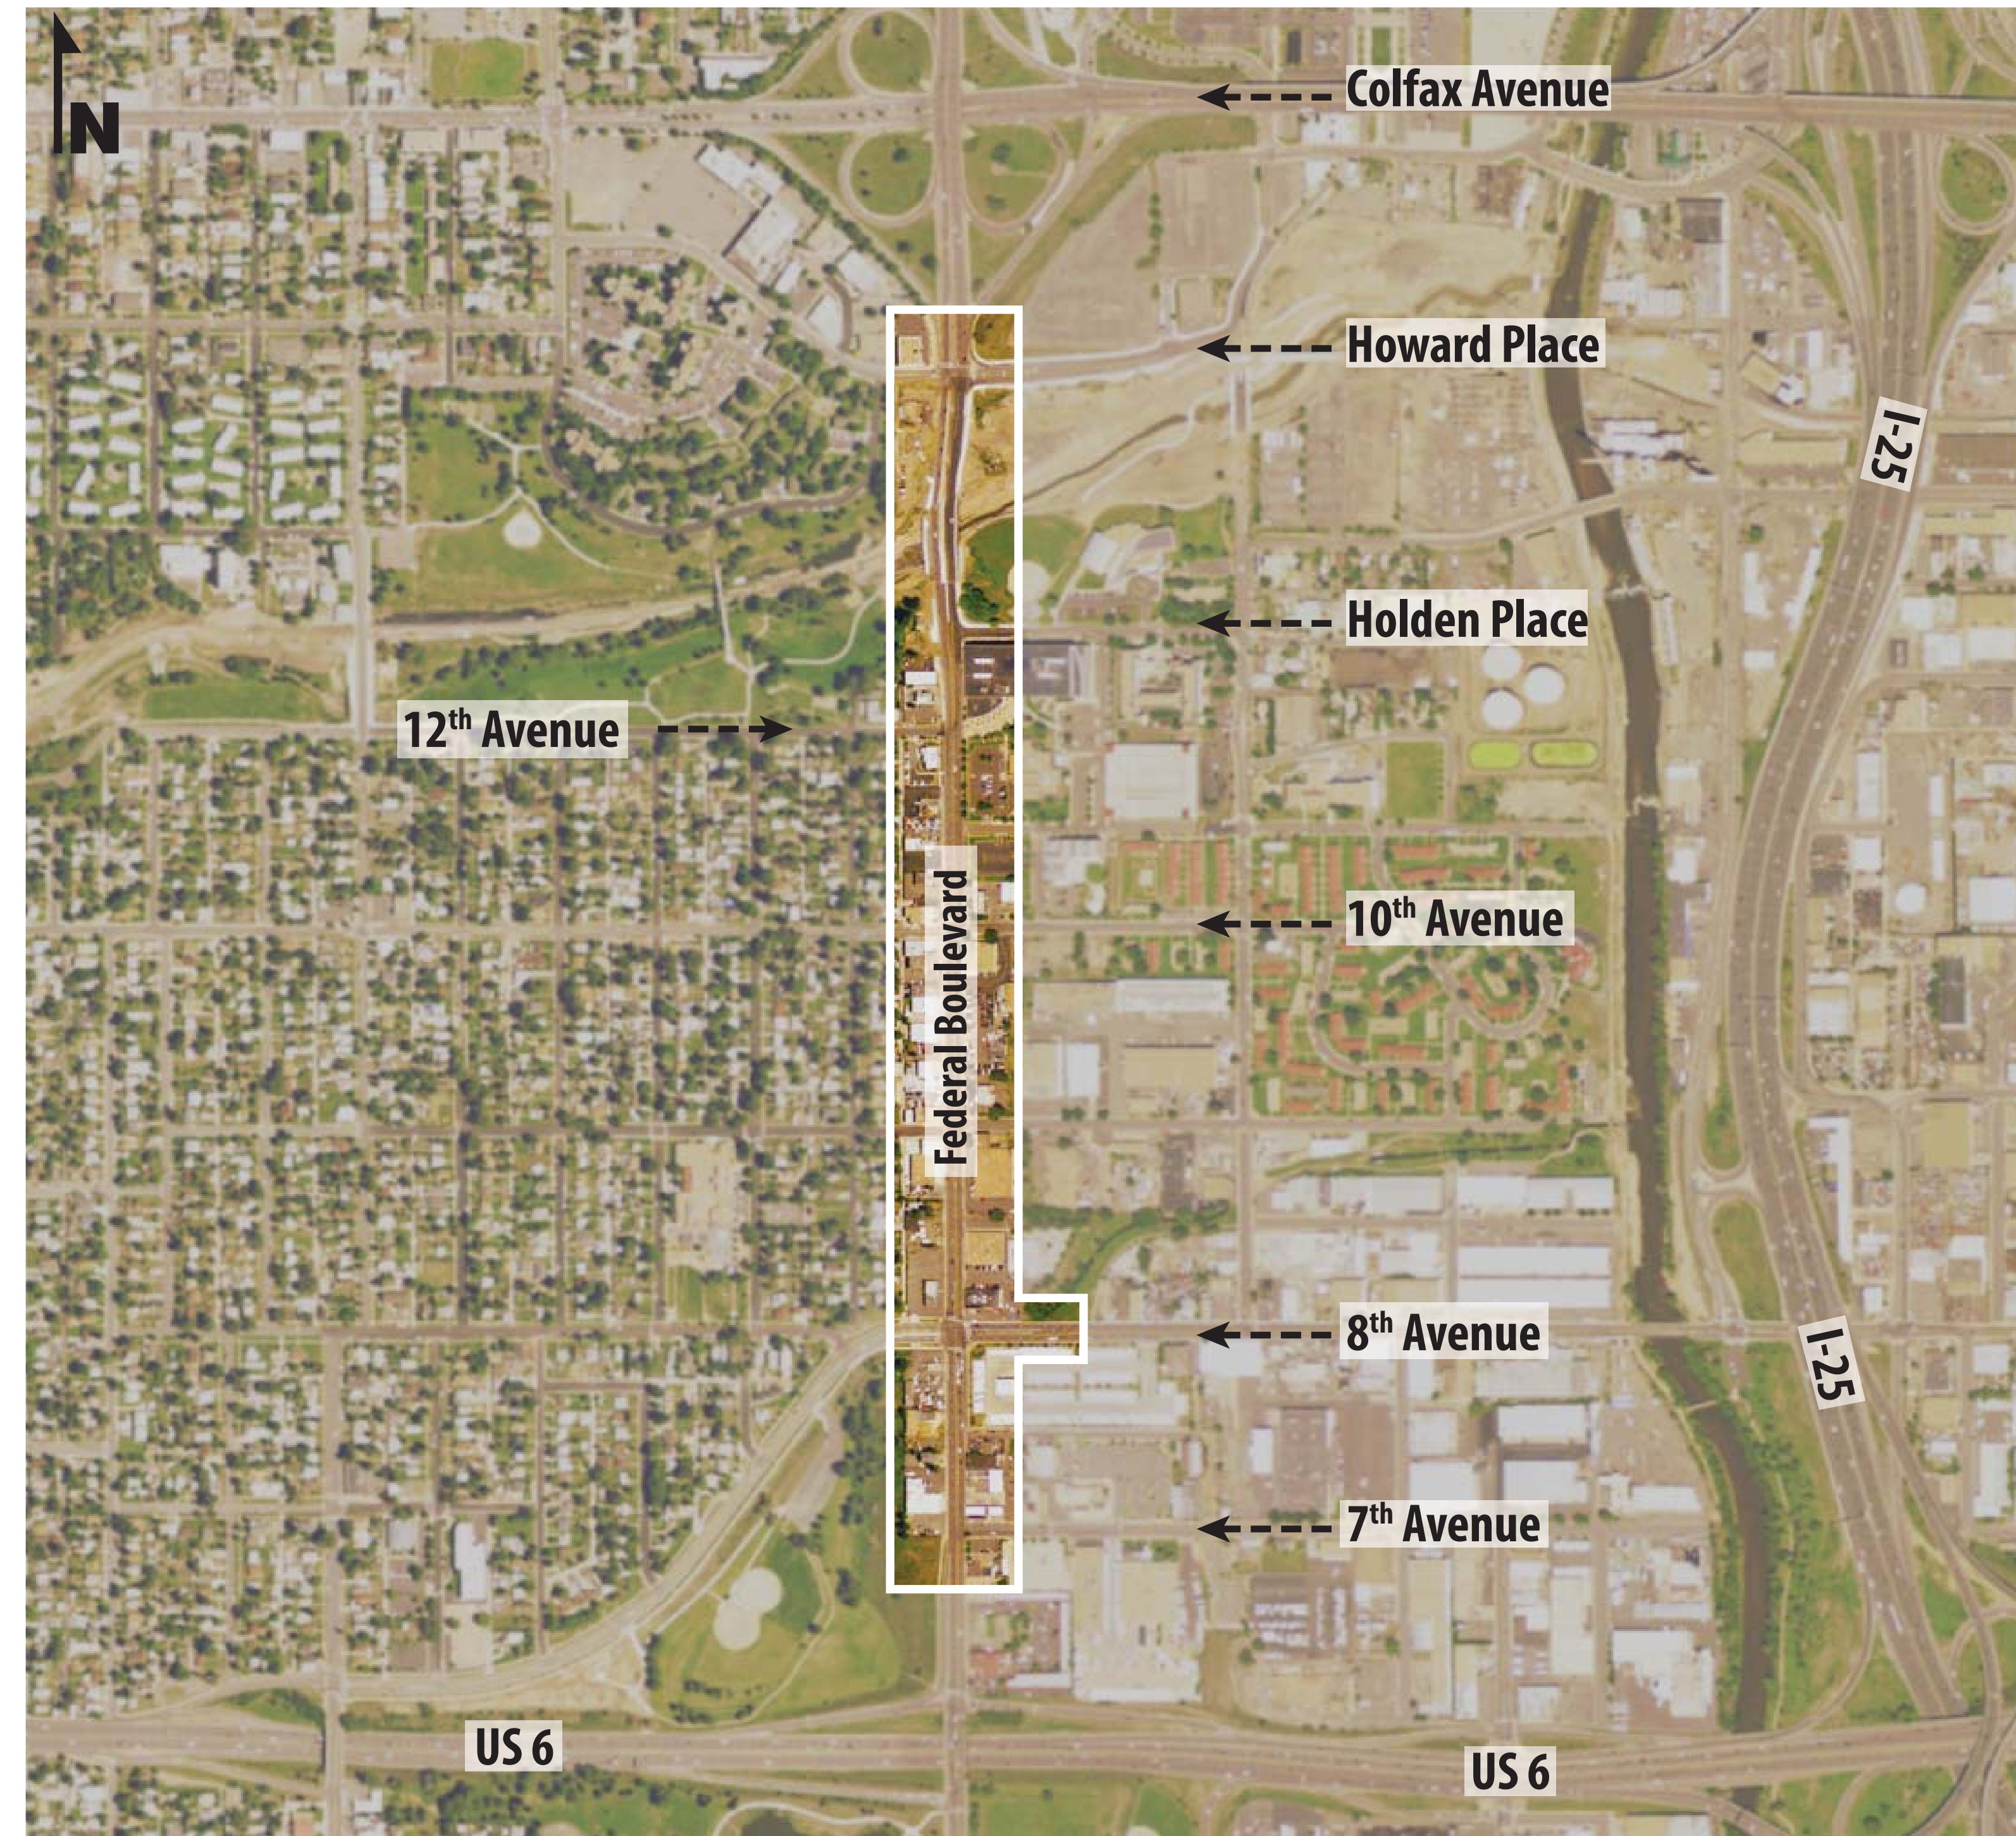 N
Colfax Avenue
Howard Place
I-25
Holden Place
12th Avenue
10th Avenue
Federal Boulevard
8th Avenue
I-25
7th Avenue
US 6
US 6